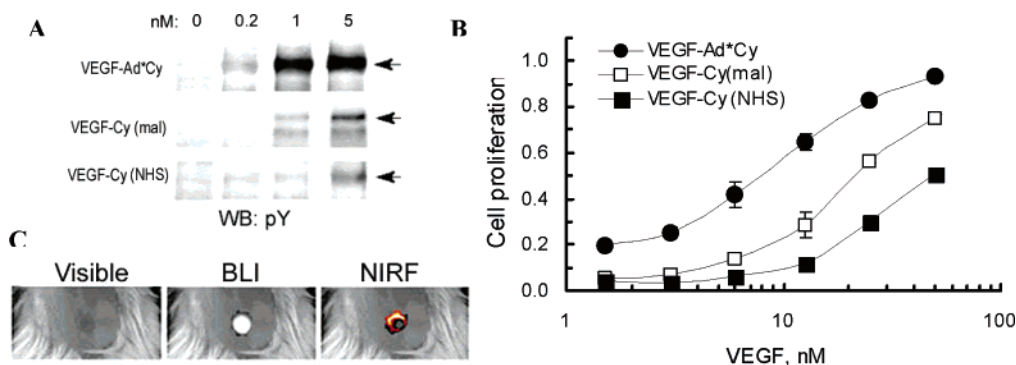 A
nM: 0 0.2 1 5
VEGF-Ad*Cy
VEGF-Cy (mal)
VEGF-Cy (NHS)
WB: pY
B
VEGF-Ad*Cy
VEGF-Cy(mal)
VEGF-Cy (NHS)
Cell proliferation
1.0
0.8
0.6
0.4
0.2
0.0
1 10 100
VEGF, nM
C
Visible BLI NIRF